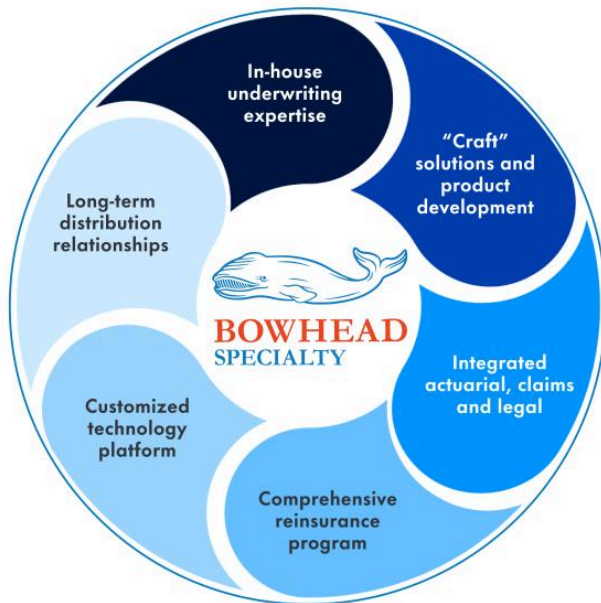 In-house
underwriting
expertise
“Craft”
solutions and
product
development
Integrated
actuarial, claims
and legal
Comprehensive
reinsurance
program
Customized
technology
platform
Long-term
distribution
relationships
BOWHEAD
SPECIALTY